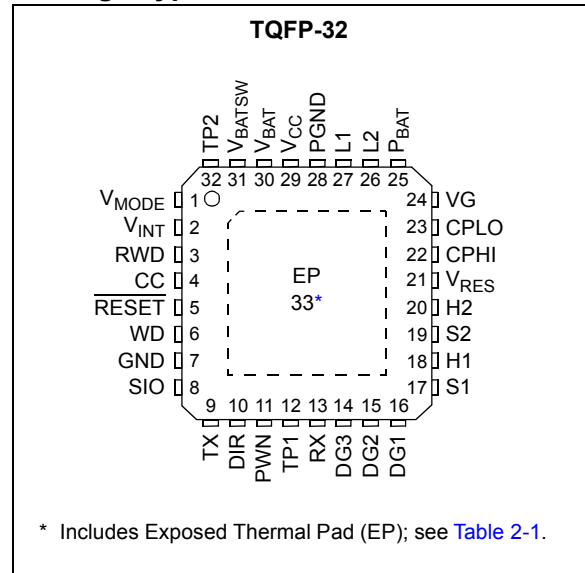 TQFP-32
TP2
VBATSW
VBAT
VCC
PGND
L1
L2
PBAT
32 31 30 29 28 27 26 25
VMODE 1
VINT 2
RWD 3
CC 4
RESET 5
WD 6
GND 7
SIO 8
EP
33*
24 VG
23 CPLO
22 CPHI
21 VRES
20 H2
19 S2
18 H1
17 S1
9 10 11 12 13 14 15 16
TX
DIR
PWN
TP1
RX
DG3
DG2
DG1
* Includes Exposed Thermal Pad (EP); see Table 2-1.